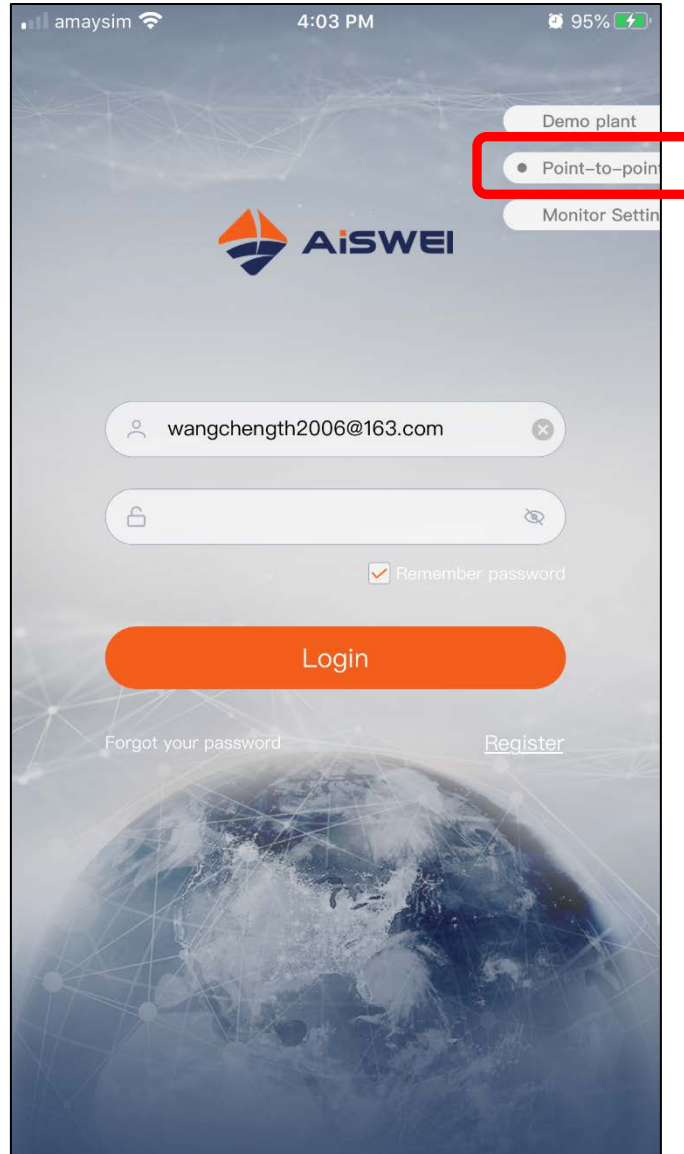 amaysim 4:03 PM 95%
Demo plant
Point-to-poin
Monitor Settin
AiSWEI
wangchength2006@163.com
Remember password
Login
Forgot your password Register